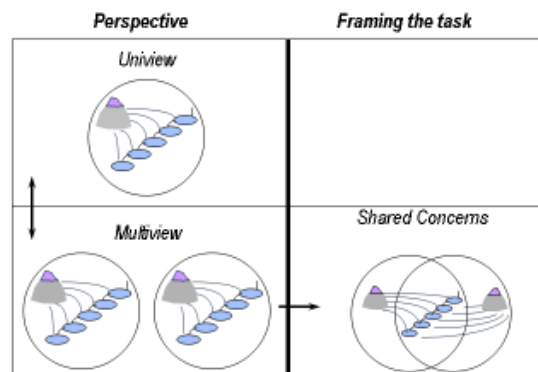 Perspective
Framing the task
Uniview
Multiview
Shared Concerns